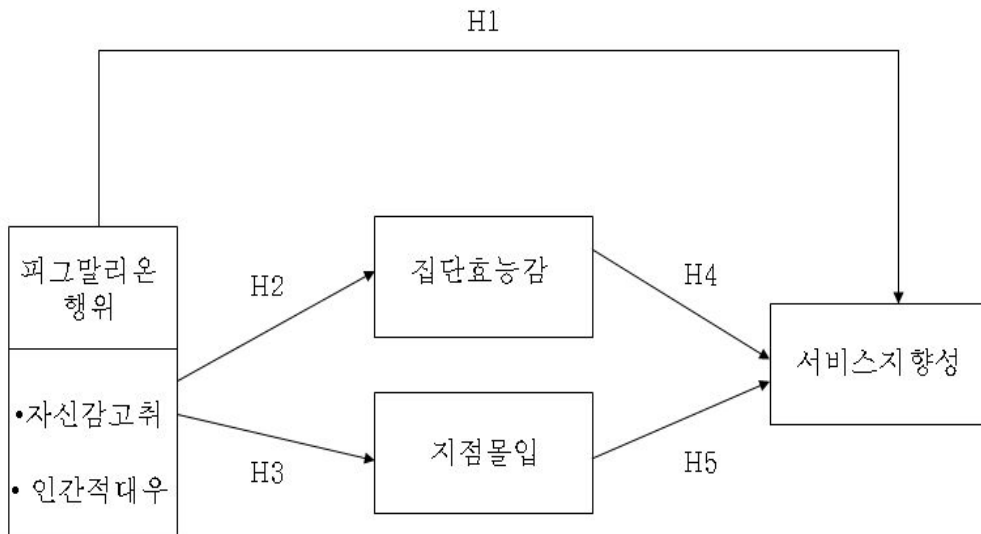 H1
피그말리온
행위
•자신감고취
• 인간적대우
H2
H3
집단효능감
지점몰입
H4
H5
서비스지향성